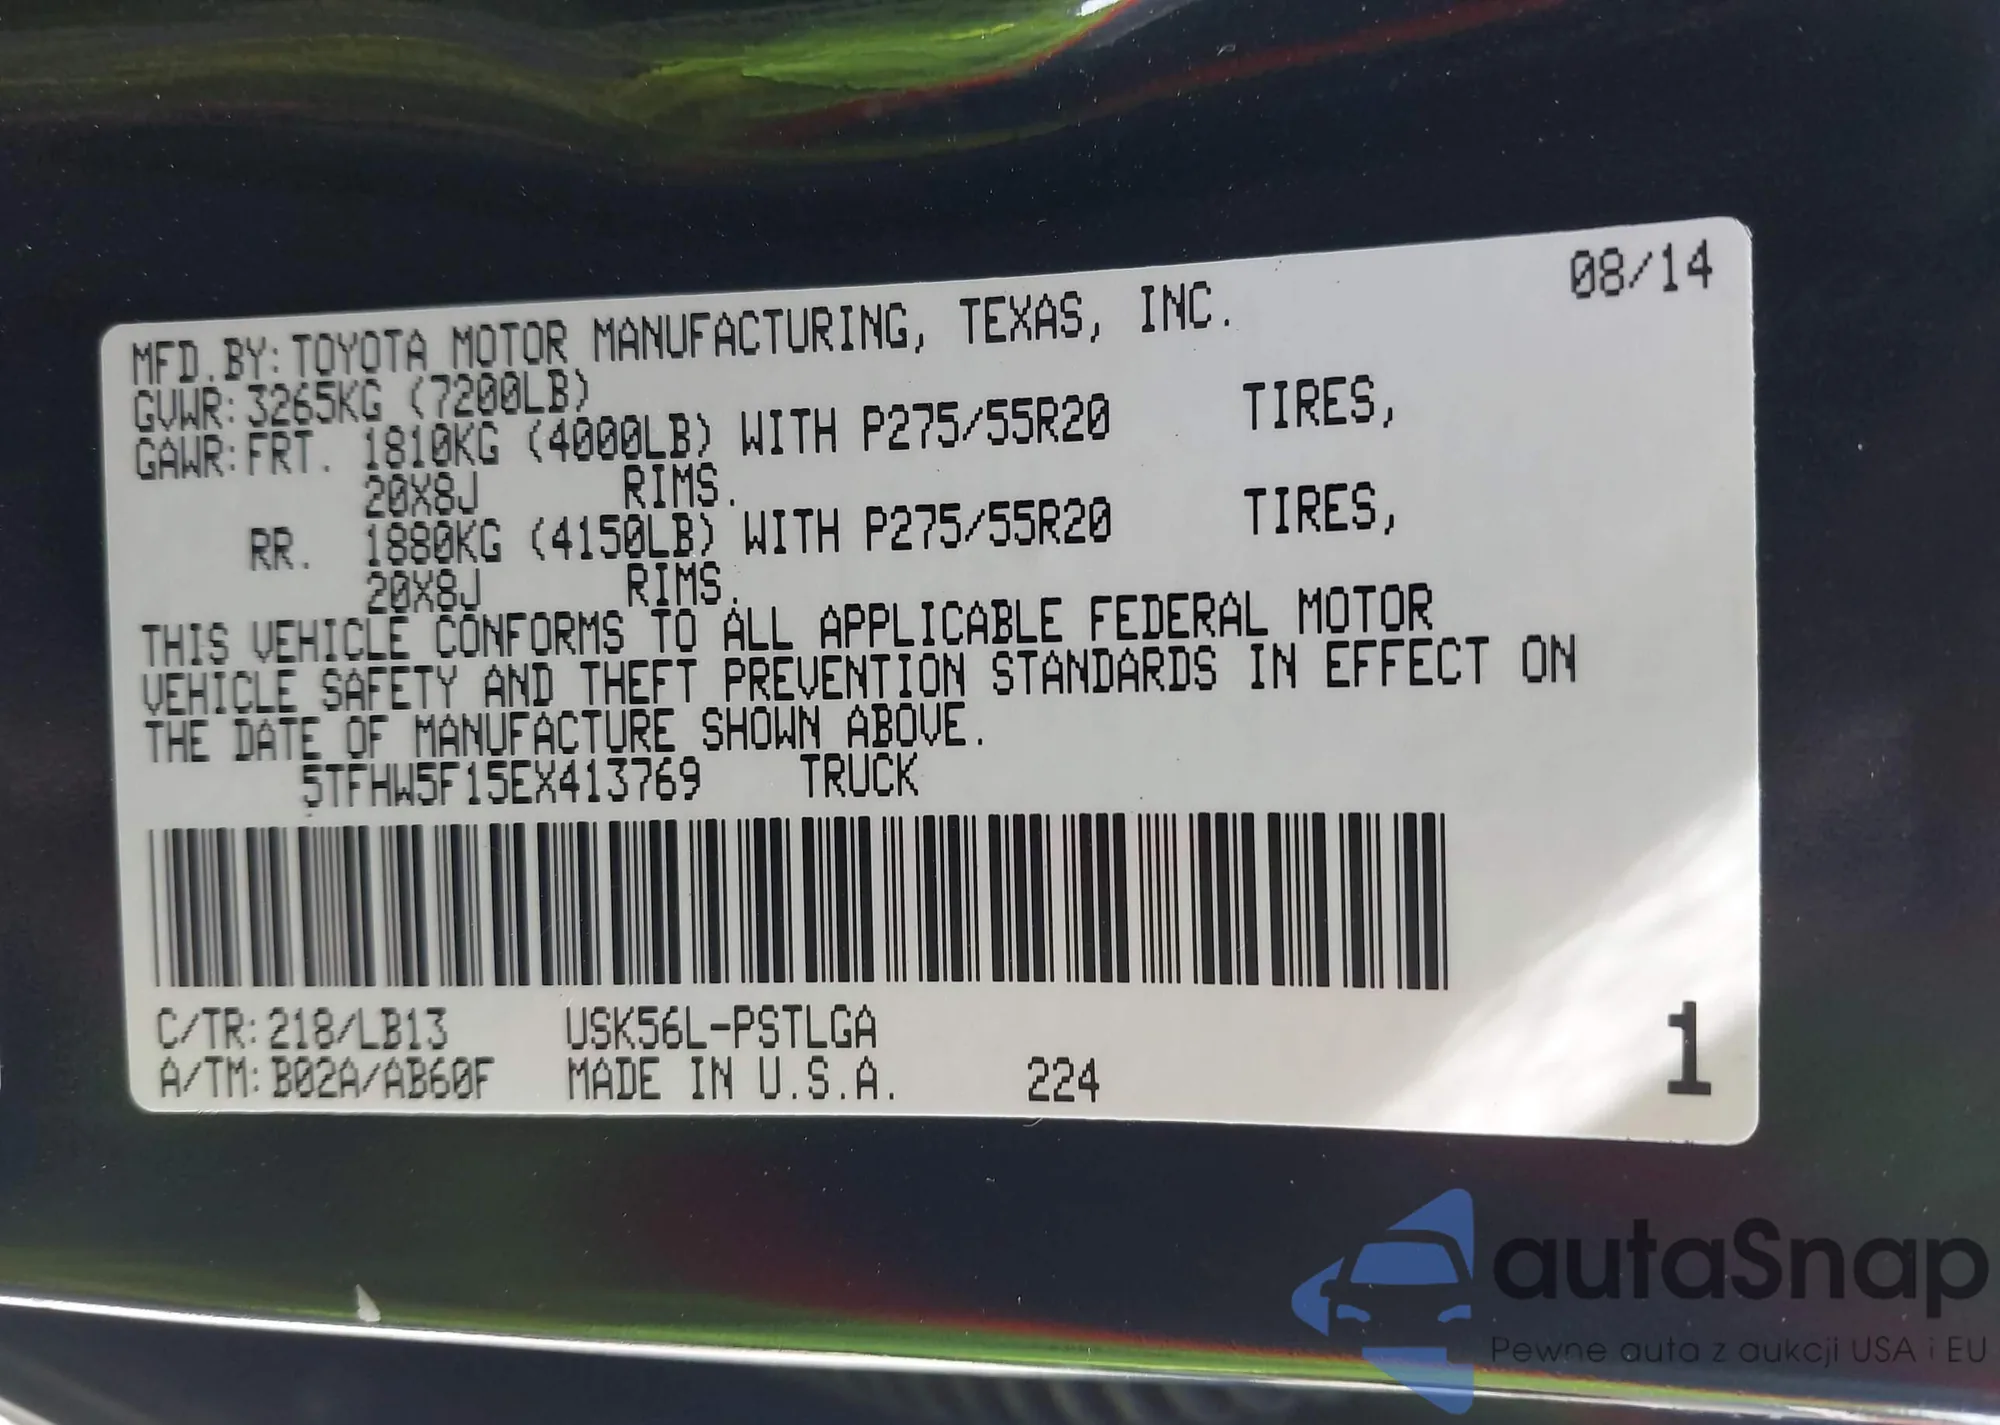 08/14
MFD.BY:TOYOTA MOTOR MANUFACTURING, TEXAS, INC.
GVWR:3265KG (7200LB)
GAWR:FRT. 1810KG (4000LB) WITH P275/55R20 TIRES,
20X8J RIMS.
RR. 1880KG (4150LB) WITH P275/55R20 TIRES,
20X8J RIMS.
THIS VEHICLE CONFORMS TO ALL APPLICABLE FEDERAL MOTOR
VEHICLE SAFETY AND THEFT PREVENTION STANDARDS IN EFFECT ON
THE DATE OF MANUFACTURE SHOWN ABOVE.
5TFHW5F15EX413769 TRUCK
C/TR:218/LB13 USK56L-PSTLGA
A/TM:B02A/AB60F MADE IN U.S.A. 224
1
autaSnap
Pewne auta z aukcji USA i EU